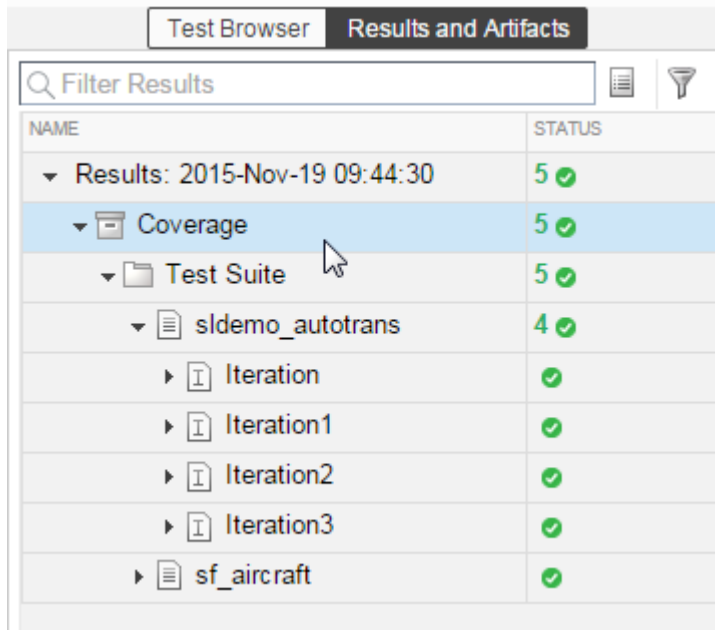 Test Browser Results and Artifacts
Filter Results
NAME STATUS
Results: 2015-Nov-19 09:44:30 5
Coverage 5
Test Suite 5
sldemo_autotrans 4
Iteration
Iteration1
Iteration2
Iteration3
sf_aircraft